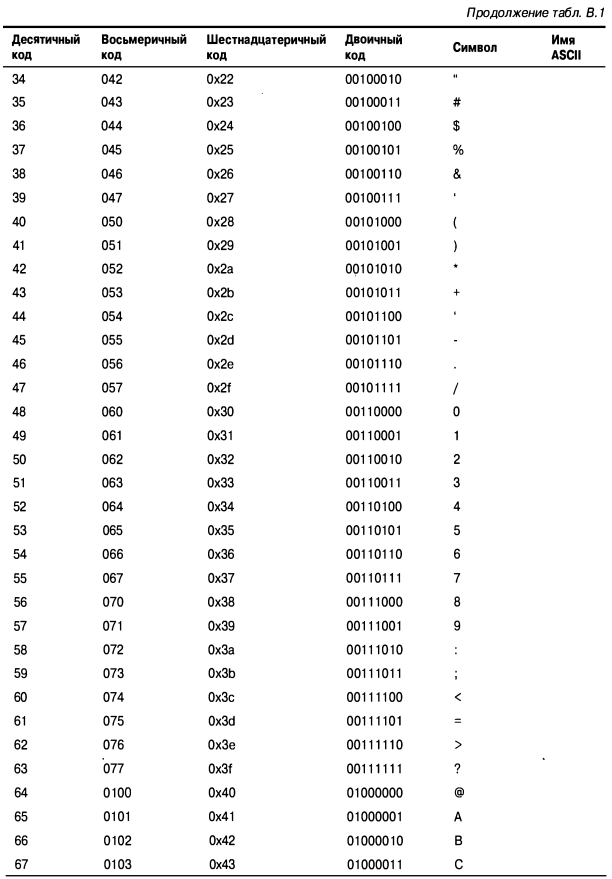 Продолжение табл. В.1
Десятичный код Восьмеричный код Шестнадцатеричный код Двоичный код Символ Имя ASCII
34 042 0x22 00100010 "
35 043 0x23 00100011 #
36 044 0x24 00100100 $
37 045 0x25 00100101 %
38 046 0x26 00100110 &
39 047 0x27 00100111 '
40 050 0x28 00101000 (
41 051 0x29 00101001 )
42 052 0x2a 00101010 *
43 053 0x2b 00101011 +
44 054 0x2c 00101100 '
45 055 0x2d 00101101 -
46 056 0x2e 00101110 .
47 057 0x2f 00101111 /
48 060 0x30 00110000 0
49 061 0x31 00110001 1
50 062 0x32 00110010 2
51 063 0x33 00110011 3
52 064 0x34 00110100 4
53 065 0x35 00110101 5
54 066 0x36 00110110 6
55 067 0x37 00110111 7
56 070 0x38 00111000 8
57 071 0x39 00111001 9
58 072 0x3a 00111010 :
59 073 0x3b 00111011 ;
60 074 0x3c 00111100 <
61 075 0x3d 00111101 =
62 076 0x3e 00111110 >
63 077 0x3f 00111111 ?
64 0100 0x40 01000000 @
65 0101 0x41 01000001 A
66 0102 0x42 01000010 B
67 0103 0x43 01000011 C